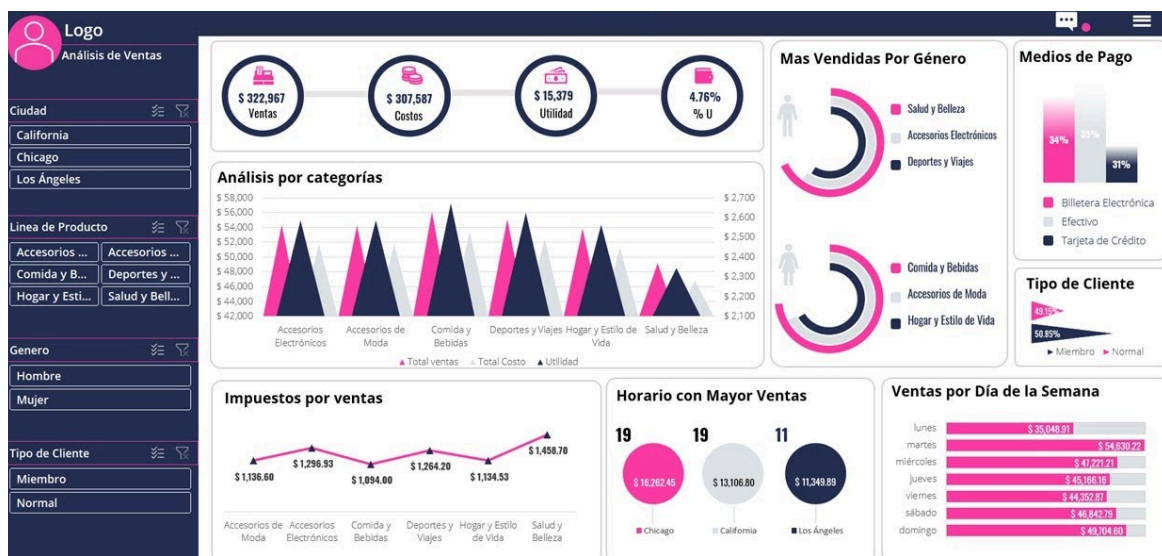 Logo
Análisis de Ventas
Ciudad
California
Chicago
Los Ángeles
Linea de Producto
Accesorios ...
Accesorios ...
Comida y B...
Deportes y ...
Hogar y Esti...
Salud y Bell...
Genero
Hombre
Mujer
Tipo de Cliente
Miembro
Normal
$ 322,967
Ventas
$ 307,587
Costos
$ 15,379
Utilidad
4.76%
% U
Análisis por categorías
$ 58,000
$ 56,000
$ 54,000
$ 52,000
$ 50,000
$ 48,000
$ 46,000
$ 44,000
$ 42,000
$ 2,700
$ 2,600
$ 2,500
$ 2,400
$ 2,300
$ 2,200
$ 2,100
Accesorios
Electrónicos
Accesorios de
Moda
Comida y
Bebidas
Deportes y Viajes
Hogar y Estilo de
Vida
Salud y Belleza
Total ventas
Total Costo
Utilidad
Mas Vendidas Por Género
Salud y Belleza
Accesorios Electrónicos
Deportes y Viajes
Comida y Bebidas
Accesorios de Moda
Hogar y Estilo de Vida
Medios de Pago
34%
35%
31%
Billetera Electrónica
Efectivo
Tarjeta de Crédito
Tipo de Cliente
49.15%
50.85%
Miembro
Normal
Impuestos por ventas
$ 1,136.60
$ 1,296.93
$ 1,094.00
$ 1,264.20
$ 1,134.53
$ 1,458.70
Accesorios de
Moda
Accesorios
Electrónicos
Comida y
Bebidas
Deportes y
Viajes
Hogar y Estilo
de Vida
Salud y
Belleza
Horario con Mayor Ventas
19
19
11
$ 16,262.45
$ 13,106.80
$ 11,349.89
Chicago
California
Los Ángeles
Ventas por Día de la Semana
lunes
$ 35,048.91
martes
$ 54,630.22
miércoles
$ 47,221.21
jueves
$ 45,166.16
viernes
$ 44,352.87
sábado
$ 46,842.79
domingo
$ 49,704.60